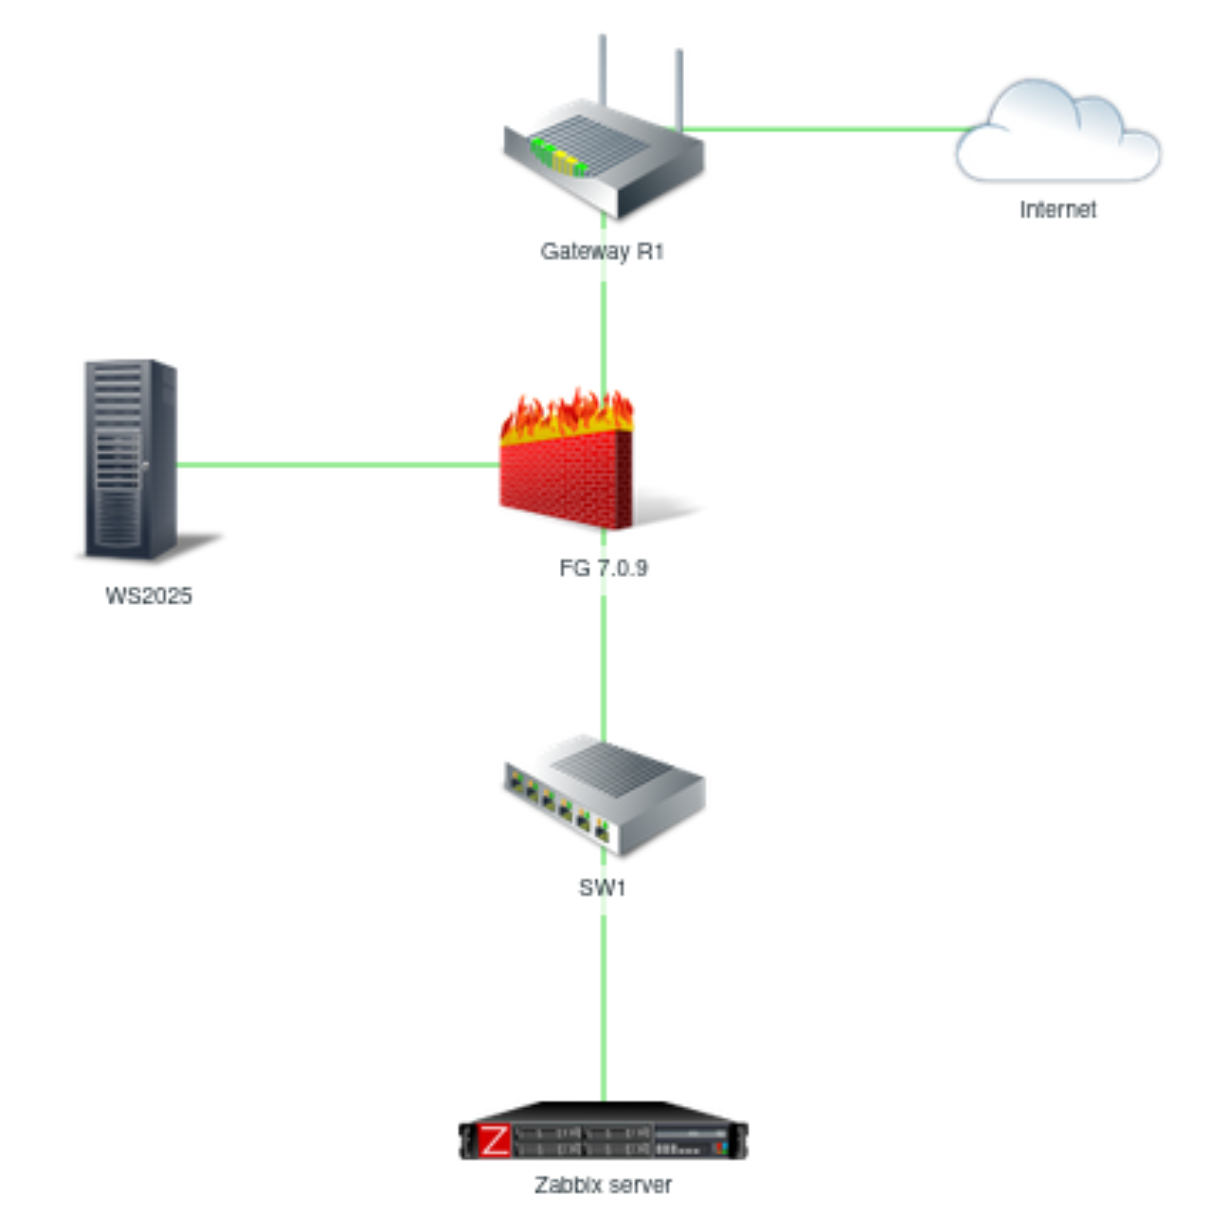 Internet
Gateway R1
FG 7.0.9
WS2025
SW1
Z
Zabbix server